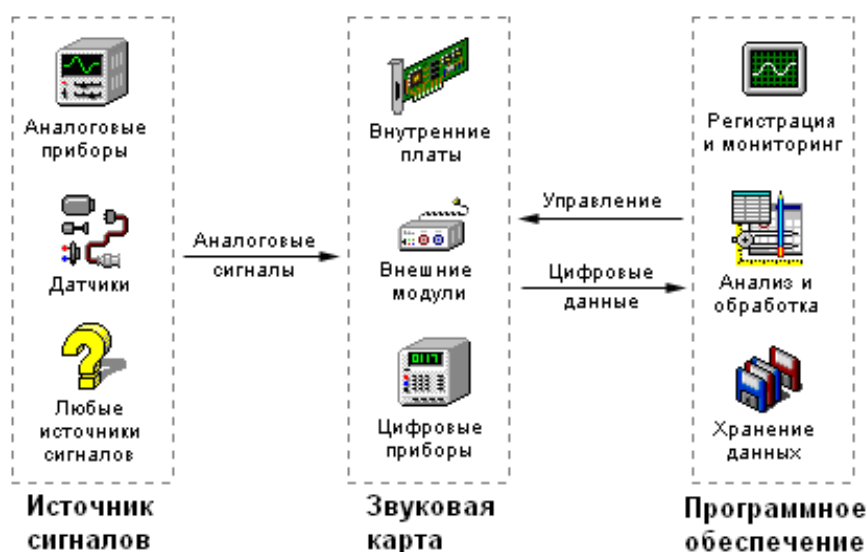 Аналоговые
приборы
Датчики
Любые
источники
сигналов
Источник
сигналов
Аналоговые
сигналы
Внутренние
платы
Внешние
модули
0117
Цифровые
приборы
Звуковая
карта
Управление
Цифровые
данные
Регистрация
и мониторинг
Анализ и
обработка
Хранение
данных
Программное
обеспечение